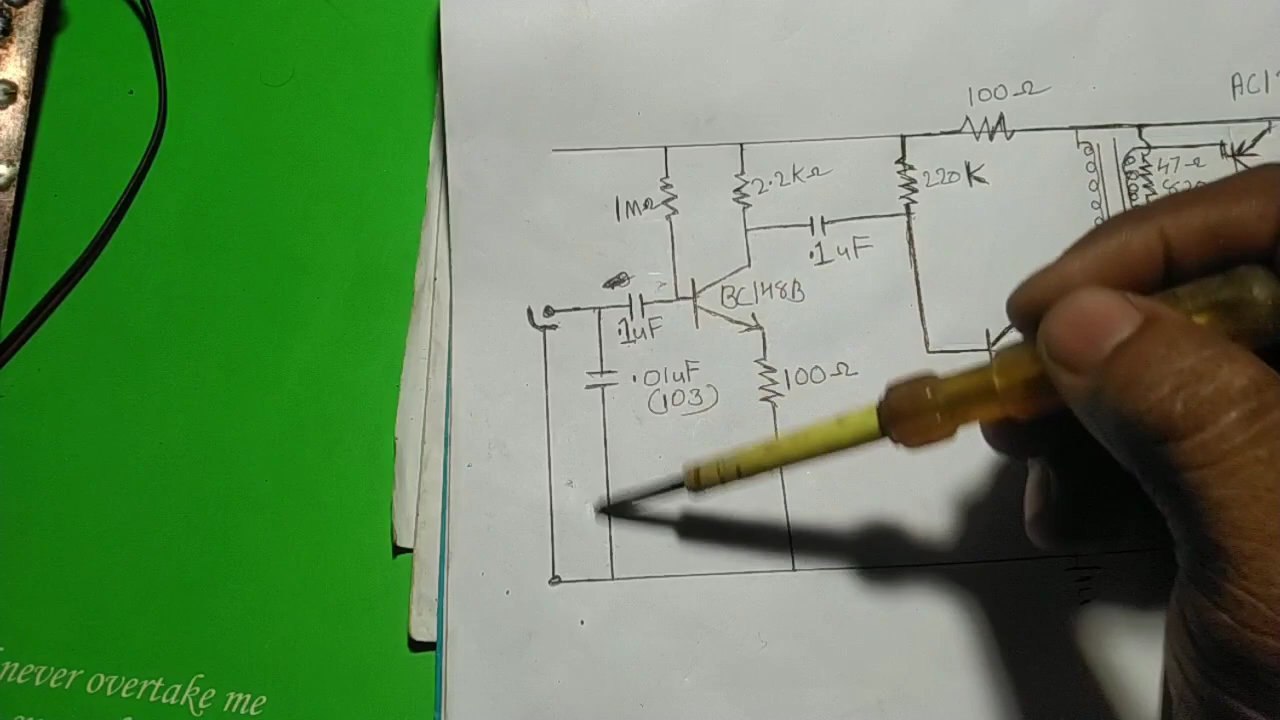 100Ω
AC1
220K
47Ω
2.2KΩ
1MΩ
.1uF
BC148B
.1uF
.01uF
(103)
100Ω
never overtake me